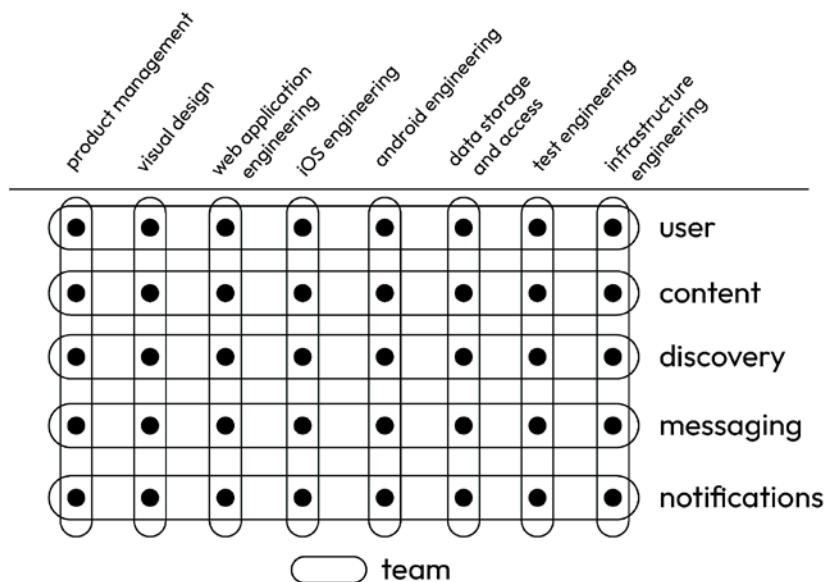 product management
visual design
web application
engineering
iOS engineering
android engineering
data storage
and access
test engineering
infrastructure
engineering
user
content
discovery
messaging
notifications
team